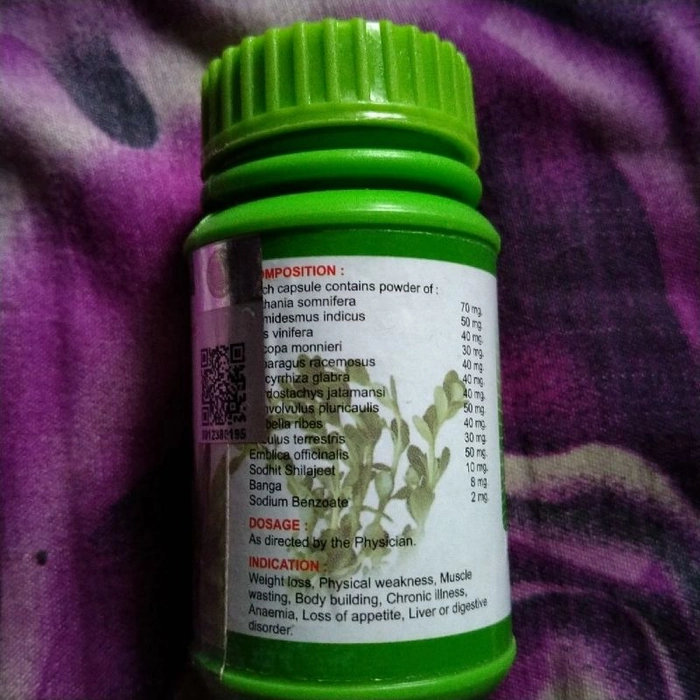 OMPOSITION :
ch capsule contains powder of :
hania somnifera 70 mg.
midesmus indicus 50 mg.
s vinifera 40 mg.
copa monnieri 30 mg.
aragus racemosus 40 mg.
cyrrhiza glabra 40 mg.
dostachys jatamansi 40 mg.
nvolvulus pluricaulis 50 mg.
belia ribes 40 mg.
ulus terrestris 30 mg.
Emblica officinalis 50 mg.
Sodhit Shilajeet 10 mg.
Banga 8 mg.
Sodium Benzoate 2 mg.
DOSAGE :
As directed by the Physician.
INDICATION :
Weight loss, Physical weakness, Muscle
wasting, Body building, Chronic illness,
Anaemia, Loss of appetite, Liver or digestive
disorder.